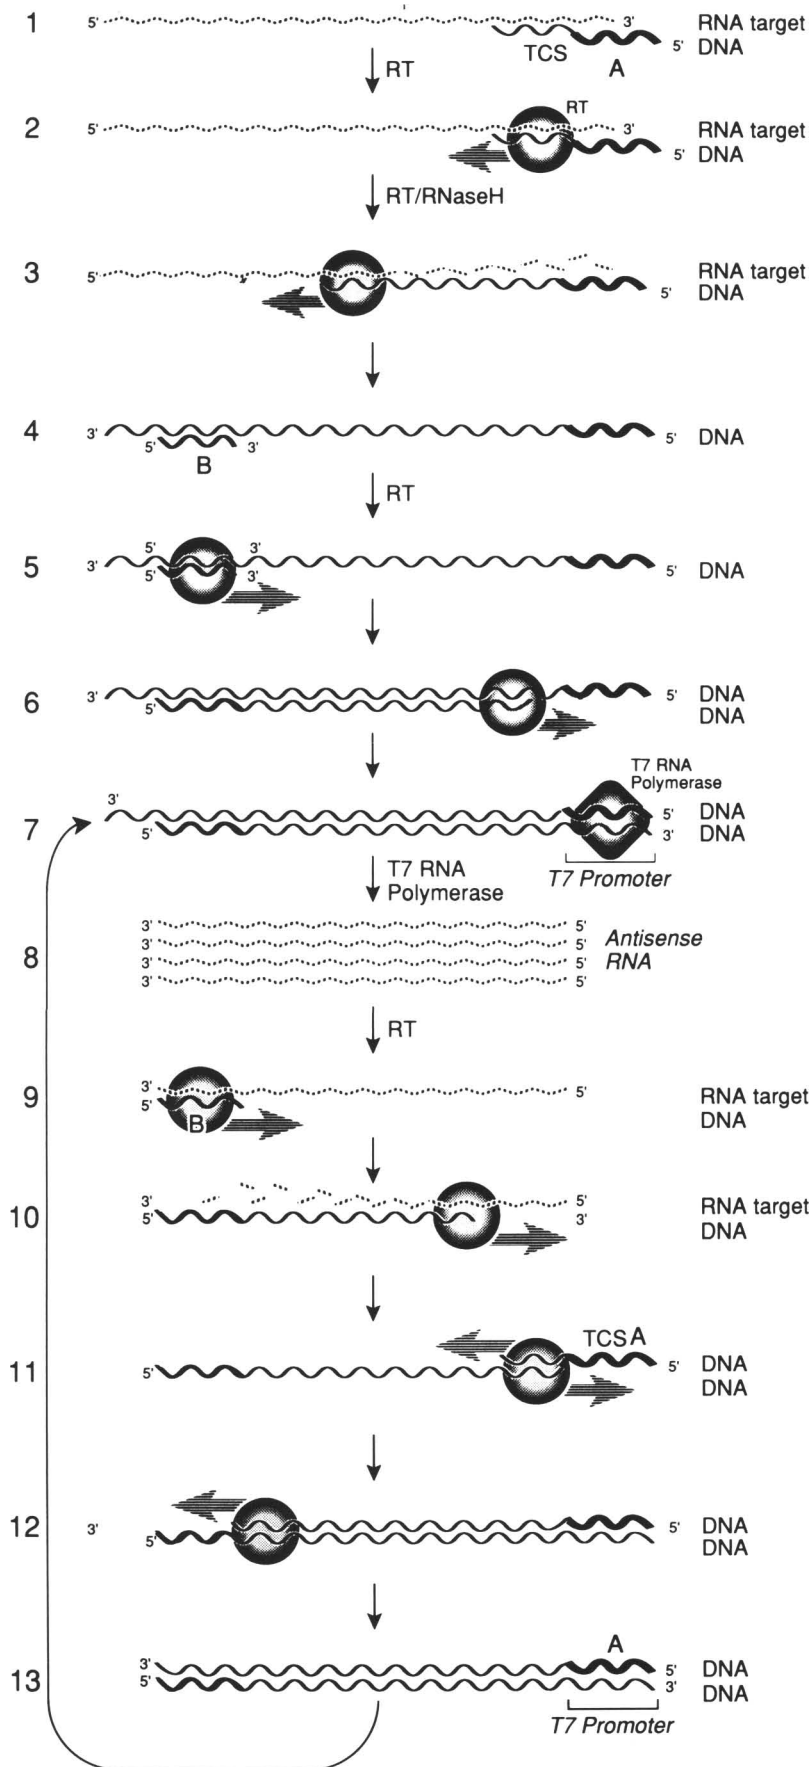 1 5' 3' RNA target
TCS A 5' DNA
RT
2 5' RT 3' RNA target
5' DNA
RT/RNaseH
3 5' RNA target
5' DNA
4 3' 5' DNA
5' 3'
B
RT
5 3' 5' 3' 5' DNA
5' 3'
6 3' 5' DNA
5' DNA
T7 RNA
Polymerase
7 3' 5' DNA
5' 3' DNA
T7 Promoter
T7 RNA
Polymerase
8 3' 5' Antisense
3' 5' RNA
3' 5'
3' 5'
RT
9 3' 5' RNA target
5' B DNA
10 3' 5' RNA target
5' 3' DNA
TCS A
11 5' 5' DNA
DNA
12 3' 5' DNA
5' DNA
A
13 3' 5' DNA
5' 3' DNA
T7 Promoter